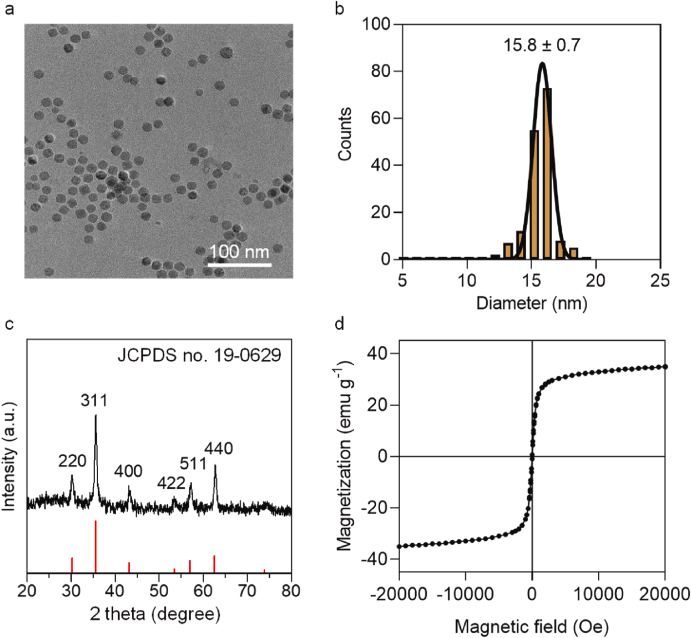 a
100 nm
b
15.8 ± 0.7
100
80
60
40
20
0
Counts
5
10
15
20
25
Diameter (nm)
c
JCPDS no. 19-0629
311
220
400
422
511
440
Intensity (a.u.)
20
30
40
50
60
70
80
2 theta (degree)
d
40
20
0
-20
-40
Magnetization (emu g-1)
-20000
-10000
0
10000
20000
Magnetic field (Oe)